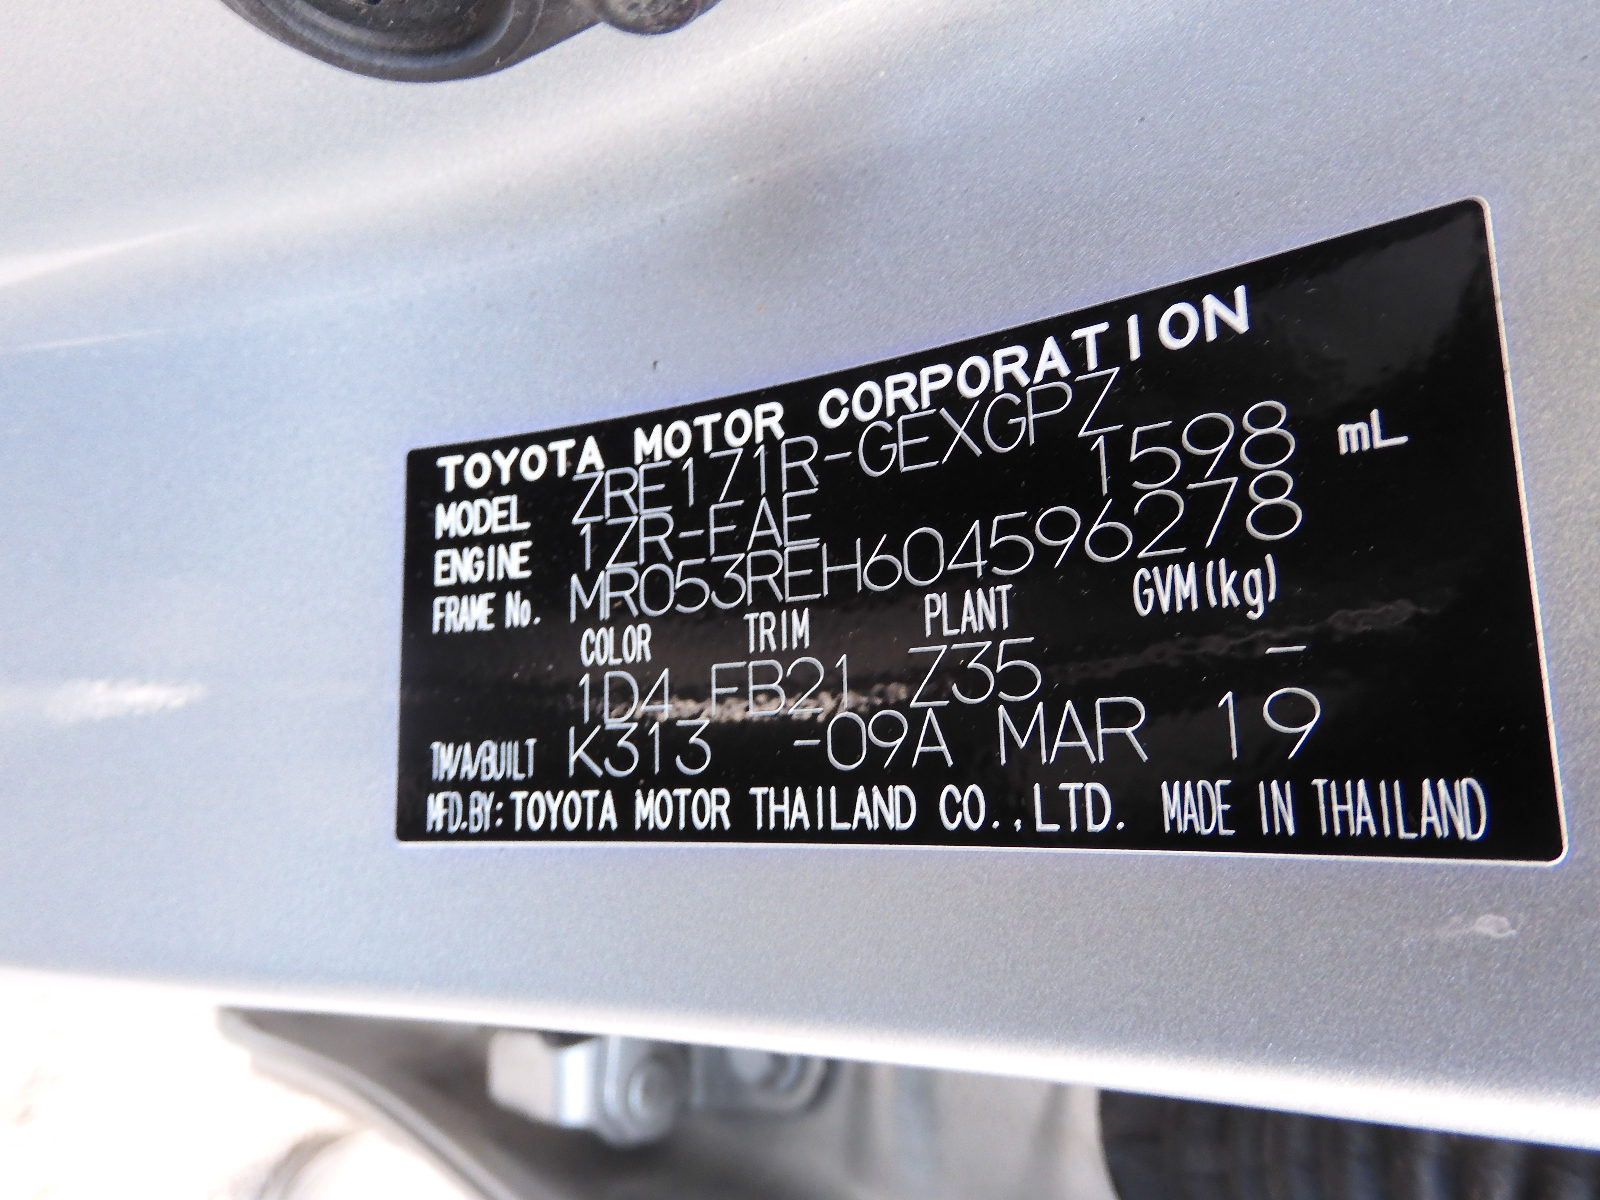 TOYOTA MOTOR CORPORATION
MODEL ZRE171R-GEXGPZ
ENGINE 1ZR-FAE 1598 mL
FRAME No. MR053REH604596278
COLOR TRIM PLANT GVM(kg)
1D4 FB21 Z35 -
TM/A/BUILT K313 -09A MAR 19
MFD.BY: TOYOTA MOTOR THAILAND CO.,LTD. MADE IN THAILAND